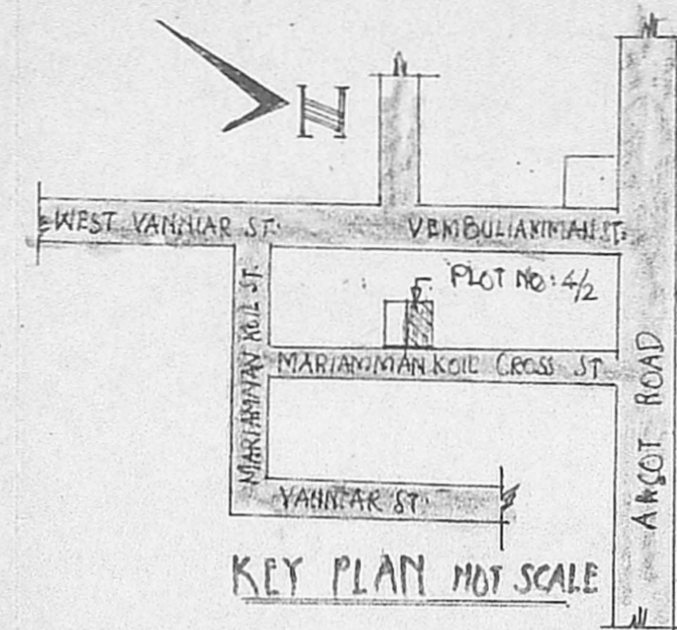 N
WEST VANNIAR ST.
VEMBULIAMMAN ST.
PLOT NO: 4/2
MARIAMMAN KOIL ST.
MARIAMMAN KOIL CROSS ST
ARCOT ROAD
VANNIAR ST.
KEY PLAN NOT SCALE